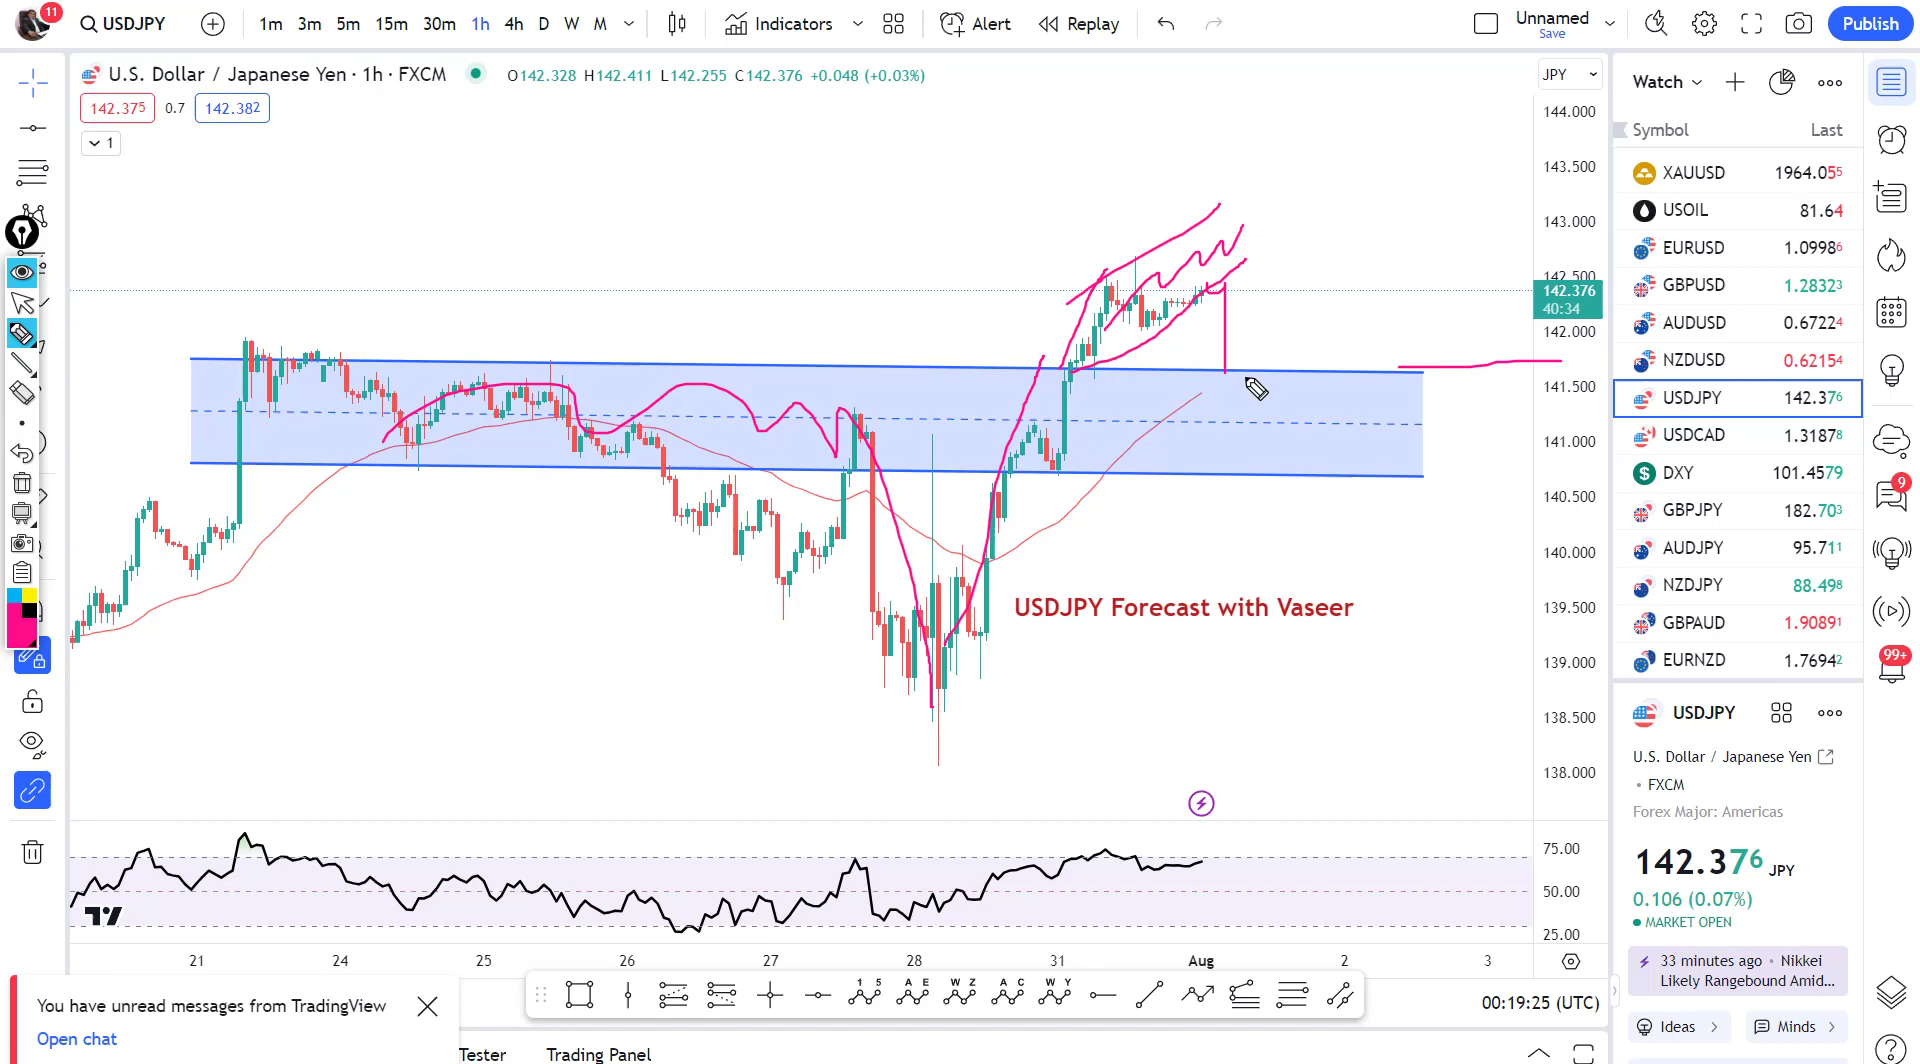 11
USDJPY
1m 3m 5m 15m 30m 1h 4h D W M
Indicators
Alert
Replay
Unnamed
Save
Publish
U.S. Dollar / Japanese Yen · 1h · FXCM
O142.328 H142.411 L142.255 C142.376 +0.048 (+0.03%)
142.375 0.7 142.382
1
JPY
144.000
143.500
143.000
142.500
142.376
40:34
142.000
141.500
141.000
140.500
140.000
139.500
139.000
138.500
138.000
75.00
50.00
25.00
USDJPY Forecast with Vaseer
21 24 25 26 27 28 31 Aug 2 3
Watch
Symbol Last
XAUUSD 1964.055
USOIL 81.64
EURUSD 1.09986
GBPUSD 1.28323
AUDUSD 0.67224
NZDUSD 0.62154
USDJPY 142.376
USDCAD 1.31878
DXY 101.4579
GBPJPY 182.703
AUDJPY 95.711
NZDJPY 88.498
GBPAUD 1.90891
EURNZD 1.76942
9
99+
USDJPY
U.S. Dollar / Japanese Yen
• FXCM
Forex Major: Americas
142.376 JPY
0.106 (0.07%)
MARKET OPEN
33 minutes ago • Nikkei
Likely Rangebound Amid...
Ideas
Minds
You have unread messages from TradingView
Open chat
1 5
A E
W Z
A C
W Y
00:19:25 (UTC)
Tester
Trading Panel